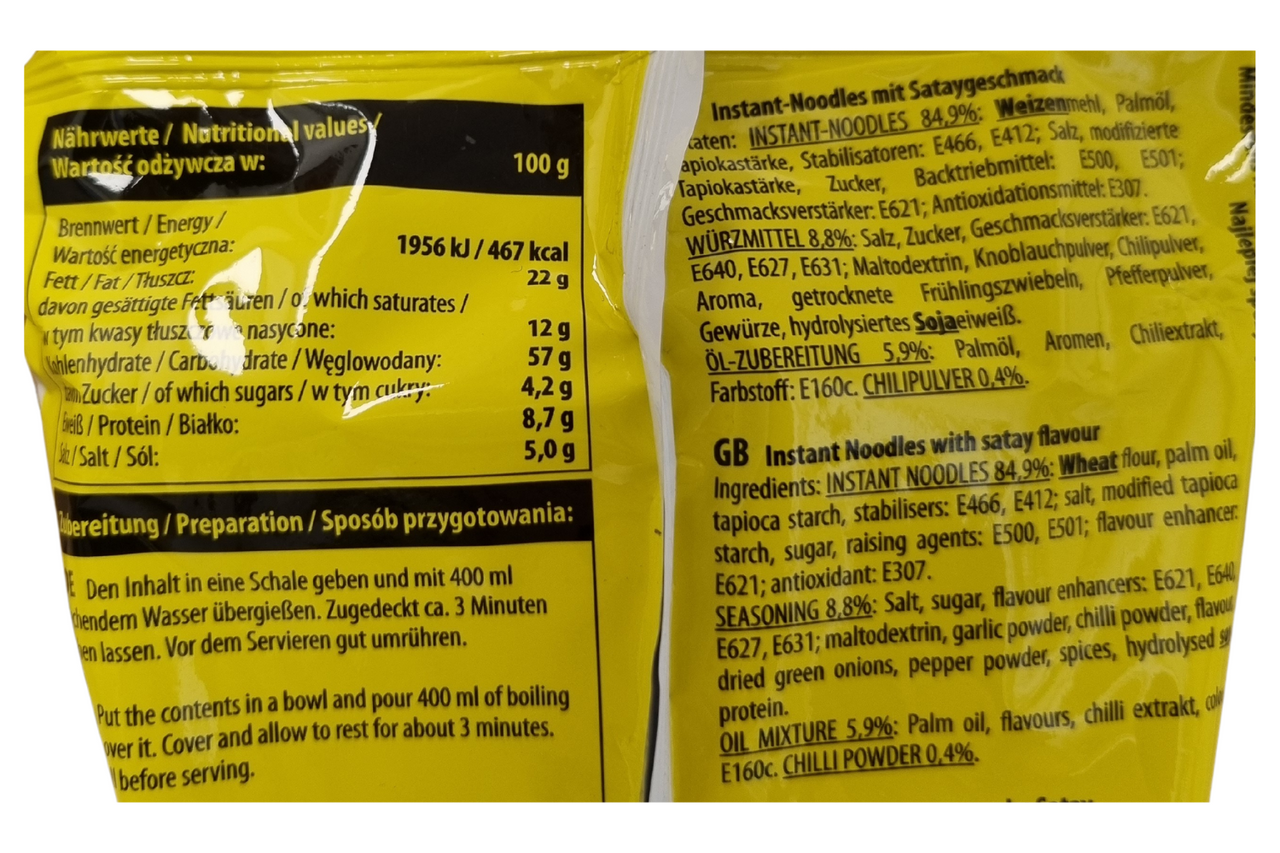 Nährwerte / Nutritional values/
Wartość odżywcza w:
100 g
Brennwert / Energy /
Wartość energetyczna:
1956 kJ / 467 kcal
Fett / Fat / Tłuszcz:
22 g
davon gesättigte Fettsäuren / of which saturates /
w tym kwasy tłuszczowe nasycone:
12 g
/ Carbohydrate / Węglowodany:
57 g
Zucker / of which sugars / w tym cukry:
4,2 g
/ Protein / Białko:
8,7 g
/ Salt / Sól:
5,0 g
/ Preparation / Sposób przygotowania:
Den Inhalt in eine Schale geben und mit 400 ml
Wasser übergießen. Zugedeckt ca. 3 Minuten
lassen. Vor dem Servieren gut umrühren.
Put the contents in a bowl and pour 400 ml of boiling
over it. Cover and allow to rest for about 3 minutes.
before serving.
Instant-Noodles mit Sataygeschmack
INSTANT-NOODLES 84,9%: Weizenmehl, Palmöl,
Stabilisatoren: E466, E412; Salz, modifizierte
Tapiokastärke, Zucker, Backtriebmittel: E500, E501;
Geschmacksverstärker: E621; Antioxidationsmittel: E307.
WÜRZMITTEL 8,8%: Salz, Zucker, Geschmacksverstärker: E621,
E640, E627, E631; Maltodextrin, Knoblauchpulver, Chilipulver,
Aroma, getrocknete Frühlingszwiebeln, Pfefferpulver,
Gewürze, hydrolysiertes Sojaeiweiß.
ÖL-ZUBEREITUNG 5,9%: Palmöl, Aromen, Chiliextrakt,
Farbstoff: E160c. CHILIPULVER 0,4%.
GB Instant Noodles with satay flavour
Ingredients: INSTANT NOODLES 84,9%: Wheat flour, palm oil,
tapioca starch, stabilisers: E466, E412; salt, modified tapioca
starch, sugar, raising agents: E500, E501; flavour enhancer:
E621; antioxidant: E307.
SEASONING 8,8%: Salt, sugar, flavour enhancers: E621, E640,
E627, E631; maltodextrin, garlic powder, chilli powder, flavour,
dried green onions, pepper powder, spices, hydrolysed
protein.
OIL MIXTURE 5,9%: Palm oil, flavours, chilli extrakt,
E160c. CHILLI POWDER 0,4%.